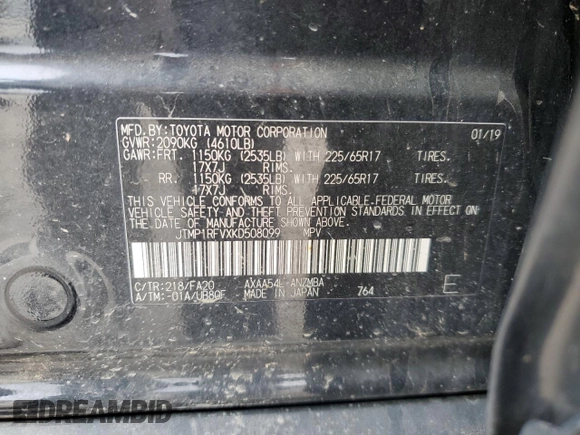 MFD.BY:TOYOTA MOTOR CORPORATION 01/19
GVWR:2090KG (4610LB)
GAWR:FRT. 1150KG (2535LB) WITH 225/65R17 TIRES.
17X7J RIMS.
RR. 1150KG (2535LB) WITH 225/65R17 TIRES.
17X7J RIMS.
THIS VEHICLE CONFORMS TO ALL APPLICABLE FEDERAL MOTOR
VEHICLE SAFETY AND THEFT PREVENTION STANDARDS IN EFFECT ON
THE DATE OF MANUFACTURE SHOWN ABOVE.
JTMP1RFVXKD508099 MPV
C/TR:218/FA20 AXAA54L-ANZMBA E
A/TM:-01A/UB80F MADE IN JAPAN 764
DREAMBID